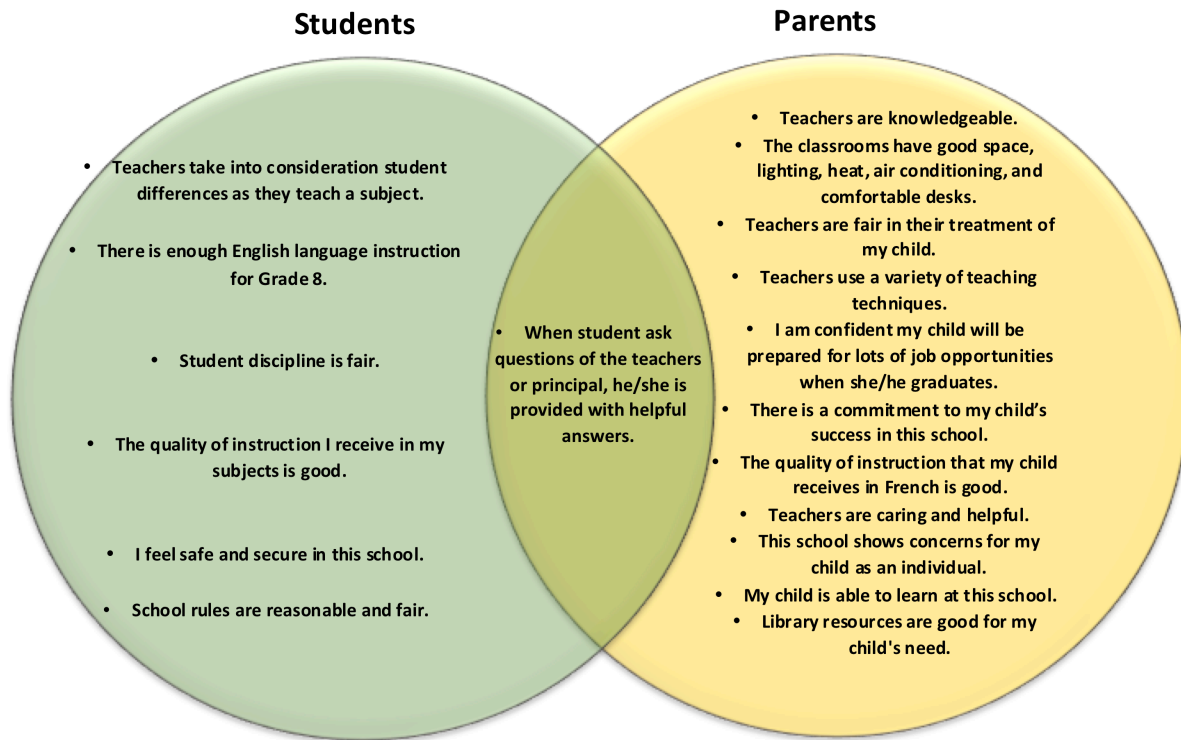 Students
Parents
• Teachers take into consideration student
differences as they teach a subject.
• There is enough English language instruction
for Grade 8.
• Student discipline is fair.
• The quality of instruction I receive in my
subjects is good.
• I feel safe and secure in this school.
• School rules are reasonable and fair.
• When student ask
questions of the teachers
or principal, he/she is
provided with helpful
answers.
• Teachers are knowledgeable.
• The classrooms have good space,
lighting, heat, air conditioning, and
comfortable desks.
• Teachers are fair in their treatment of
my child.
• Teachers use a variety of teaching
techniques.
• I am confident my child will be
prepared for lots of job opportunities
when she/he graduates.
• There is a commitment to my child’s
success in this school.
• The quality of instruction that my child
receives in French is good.
• Teachers are caring and helpful.
• This school shows concerns for my
child as an individual.
• My child is able to learn at this school.
• Library resources are good for my
child's need.